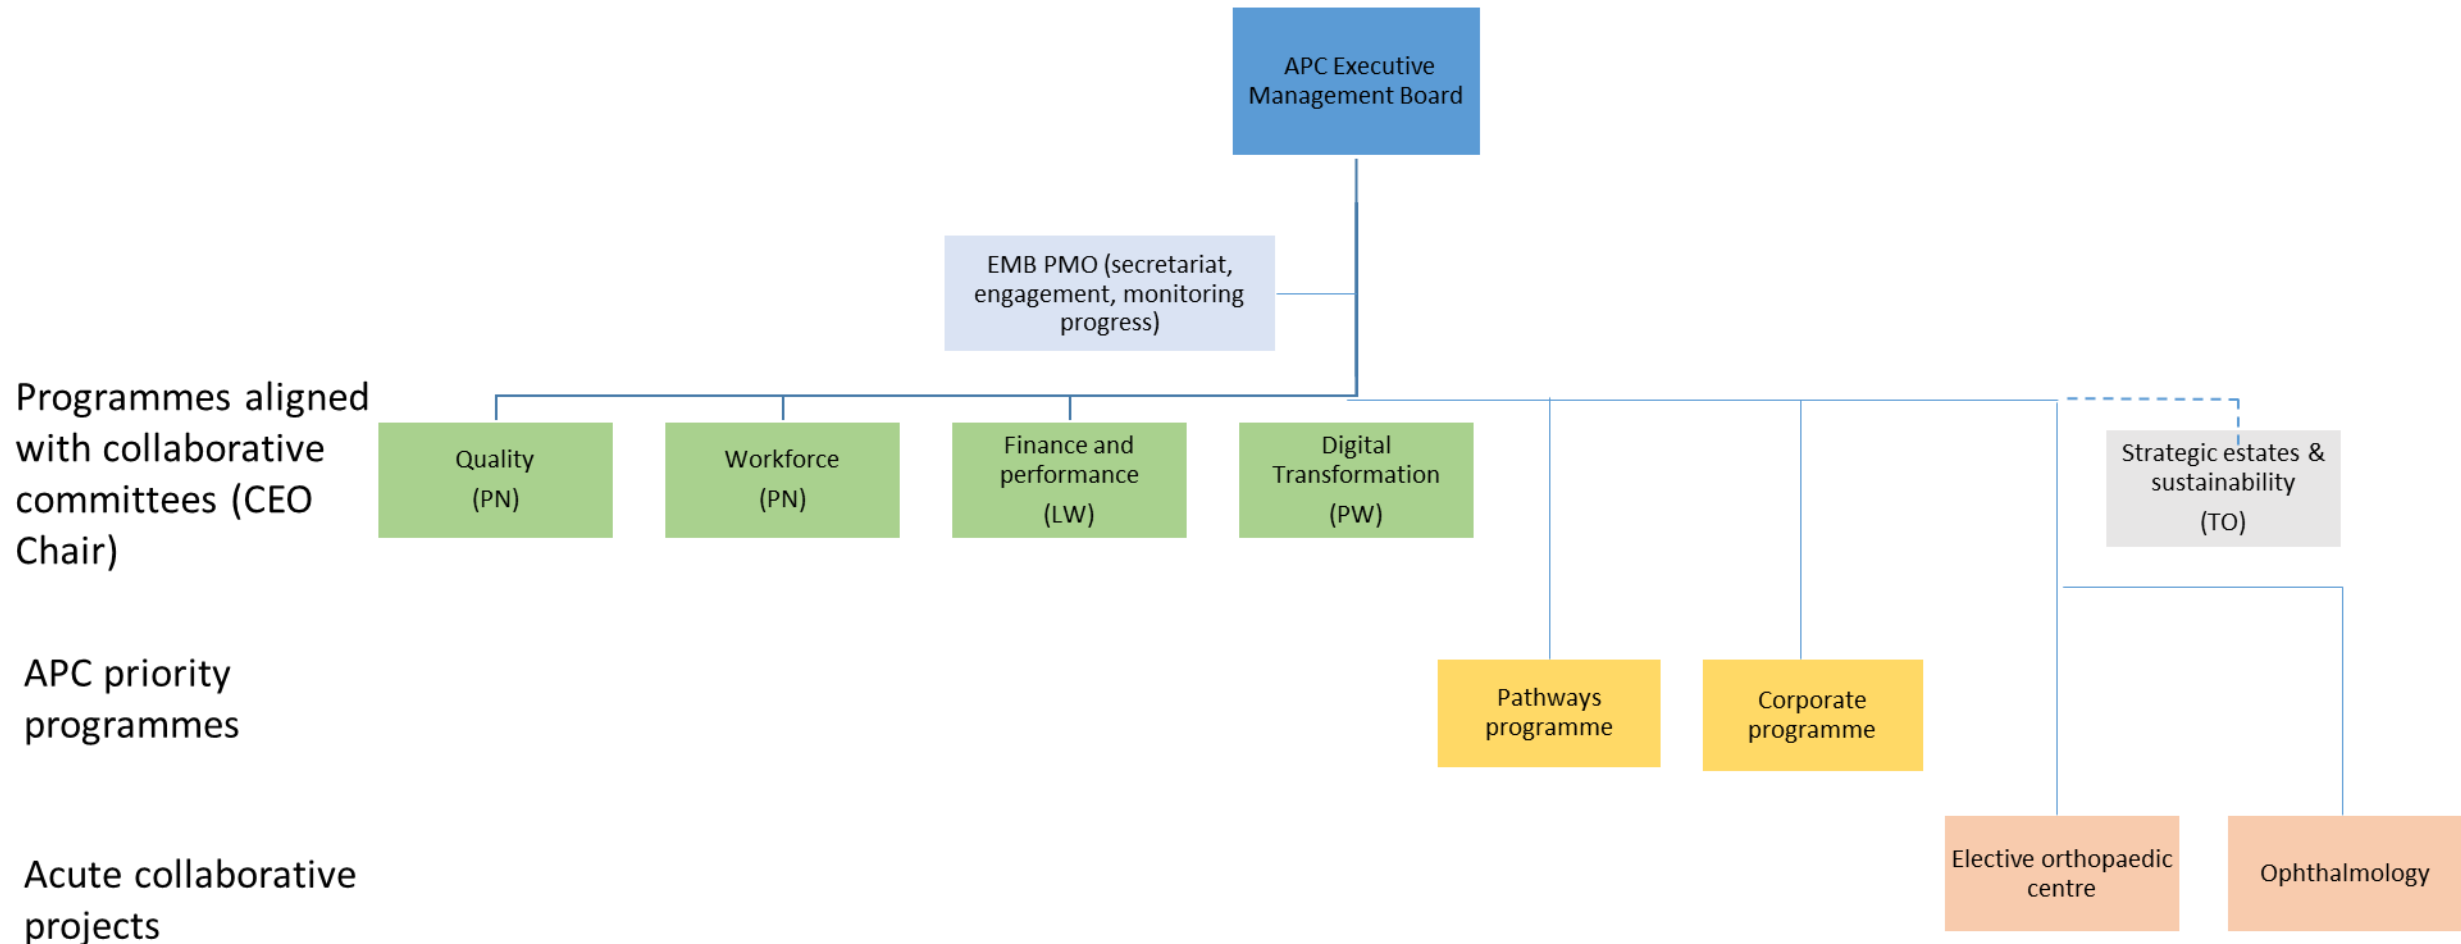 APC Executive
Management Board
EMB PMO (secretariat,
engagement, monitoring
progress)
Programmes aligned
with collaborative
committees (CEO
Chair)
Quality
(PN)
Workforce
(PN)
Finance and
performance
(LW)
Digital
Transformation
(PW)
Strategic estates &
sustainability
(TO)
APC priority
programmes
Pathways
programme
Corporate
programme
Acute collaborative
projects
Elective orthopaedic
centre
Ophthalmology